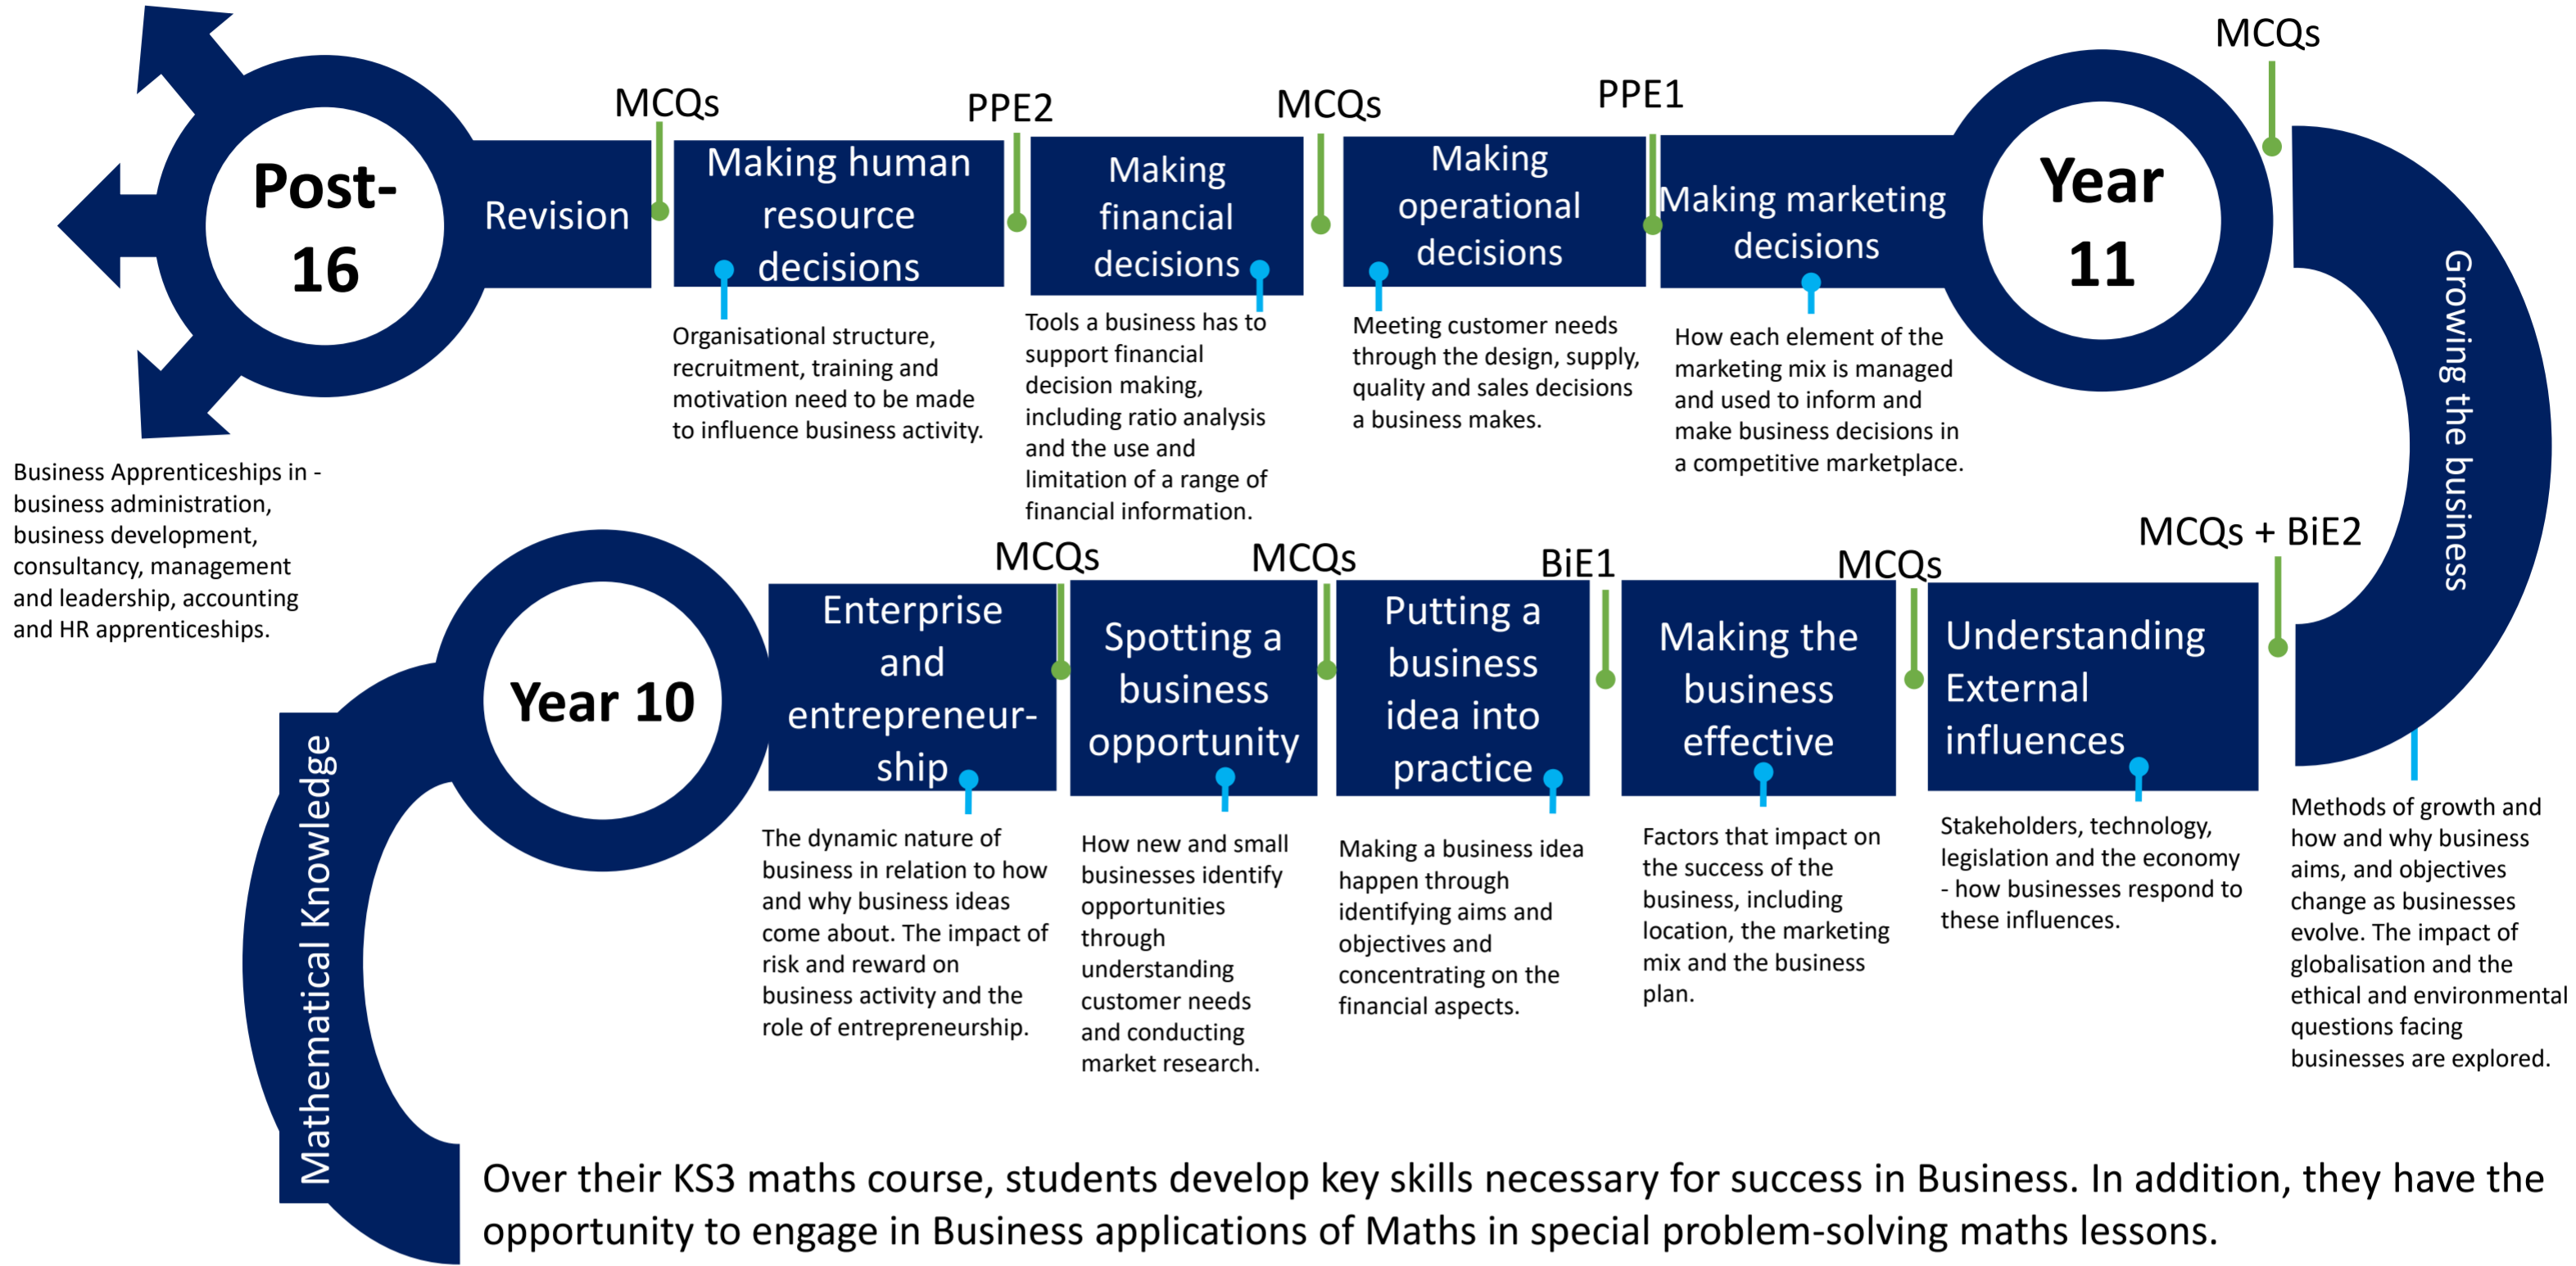 MCQs
MCQs
PPE2
MCQs
PPE1
Post-
16
Revision
Making human
resource
decisions
Making
financial
decisions
Making
operational
decisions
Making marketing
decisions
Year
11
Growing the business
Organisational structure,
recruitment, training and
motivation need to be made
to influence business activity.
Tools a business has to
support financial
decision making,
including ratio analysis
and the use and
limitation of a range of
financial information.
Meeting customer needs
through the design, supply,
quality and sales decisions
a business makes.
How each element of the
marketing mix is managed
and used to inform and
make business decisions in
a competitive marketplace.
Business Apprenticeships in -
business administration,
business development,
consultancy, management
and leadership, accounting
and HR apprenticeships.
MCQs
MCQs
BiE1
MCQs
MCQs + BiE2
Year 10
Enterprise
and
entrepreneur-
ship
Spotting a
business
opportunity
Putting a
business
idea into
practice
Making the
business
effective
Understanding
External
influences
Mathematical Knowledge
The dynamic nature of
business in relation to how
and why business ideas
come about. The impact of
risk and reward on
business activity and the
role of entrepreneurship.
How new and small
businesses identify
opportunities
through
understanding
customer needs
and conducting
market research.
Making a business idea
happen through
identifying aims and
objectives and
concentrating on the
financial aspects.
Factors that impact on
the success of the
business, including
location, the marketing
mix and the business
plan.
Stakeholders, technology,
legislation and the economy
- how businesses respond to
these influences.
Methods of growth and
how and why business
aims, and objectives
change as businesses
evolve. The impact of
globalisation and the
ethical and environmental
questions facing
businesses are explored.
Over their KS3 maths course, students develop key skills necessary for success in Business. In addition, they have the
opportunity to engage in Business applications of Maths in special problem-solving maths lessons.